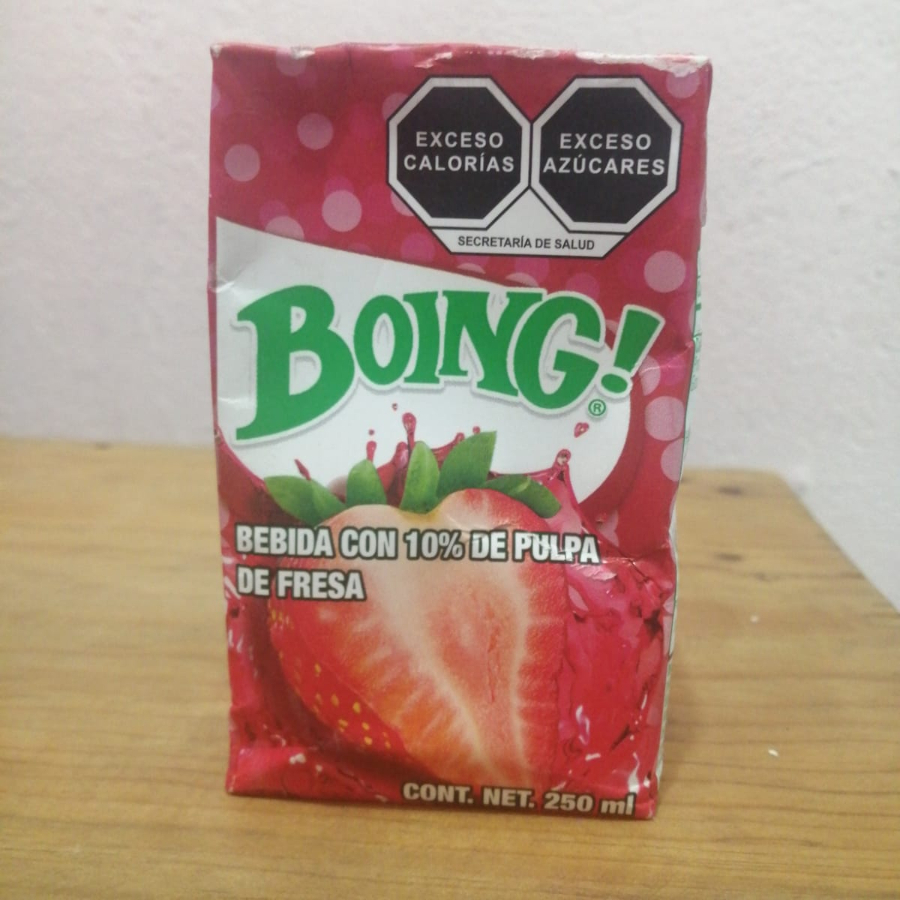 EXCESO
CALORÍAS
EXCESO
AZÚCARES
SECRETARÍA DE SALUD
BOING!
®
BEBIDA CON 10% DE PULPA
DE FRESA
CONT. NET. 250 ml